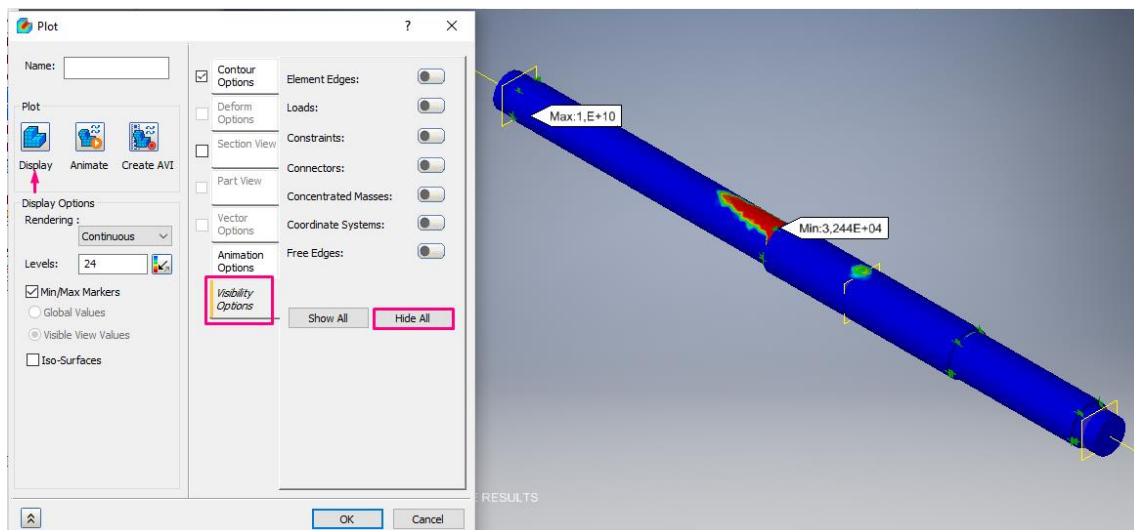 Plot
? X
Name:
Plot
Display
Animate
Create AVI
Display Options
Rendering :
Continuous
Levels:
24
Min/Max Markers
Global Values
Visible View Values
Iso-Surfaces
Contour
Options
Deform
Options
Section View
Part View
Vector
Options
Animation
Options
Visibility
Options
Element Edges:
Loads:
Constraints:
Connectors:
Concentrated Masses:
Coordinate Systems:
Free Edges:
Show All
Hide All
OK
Cancel
Max:1,E+10
Min:3,244E+04
E RESULTS